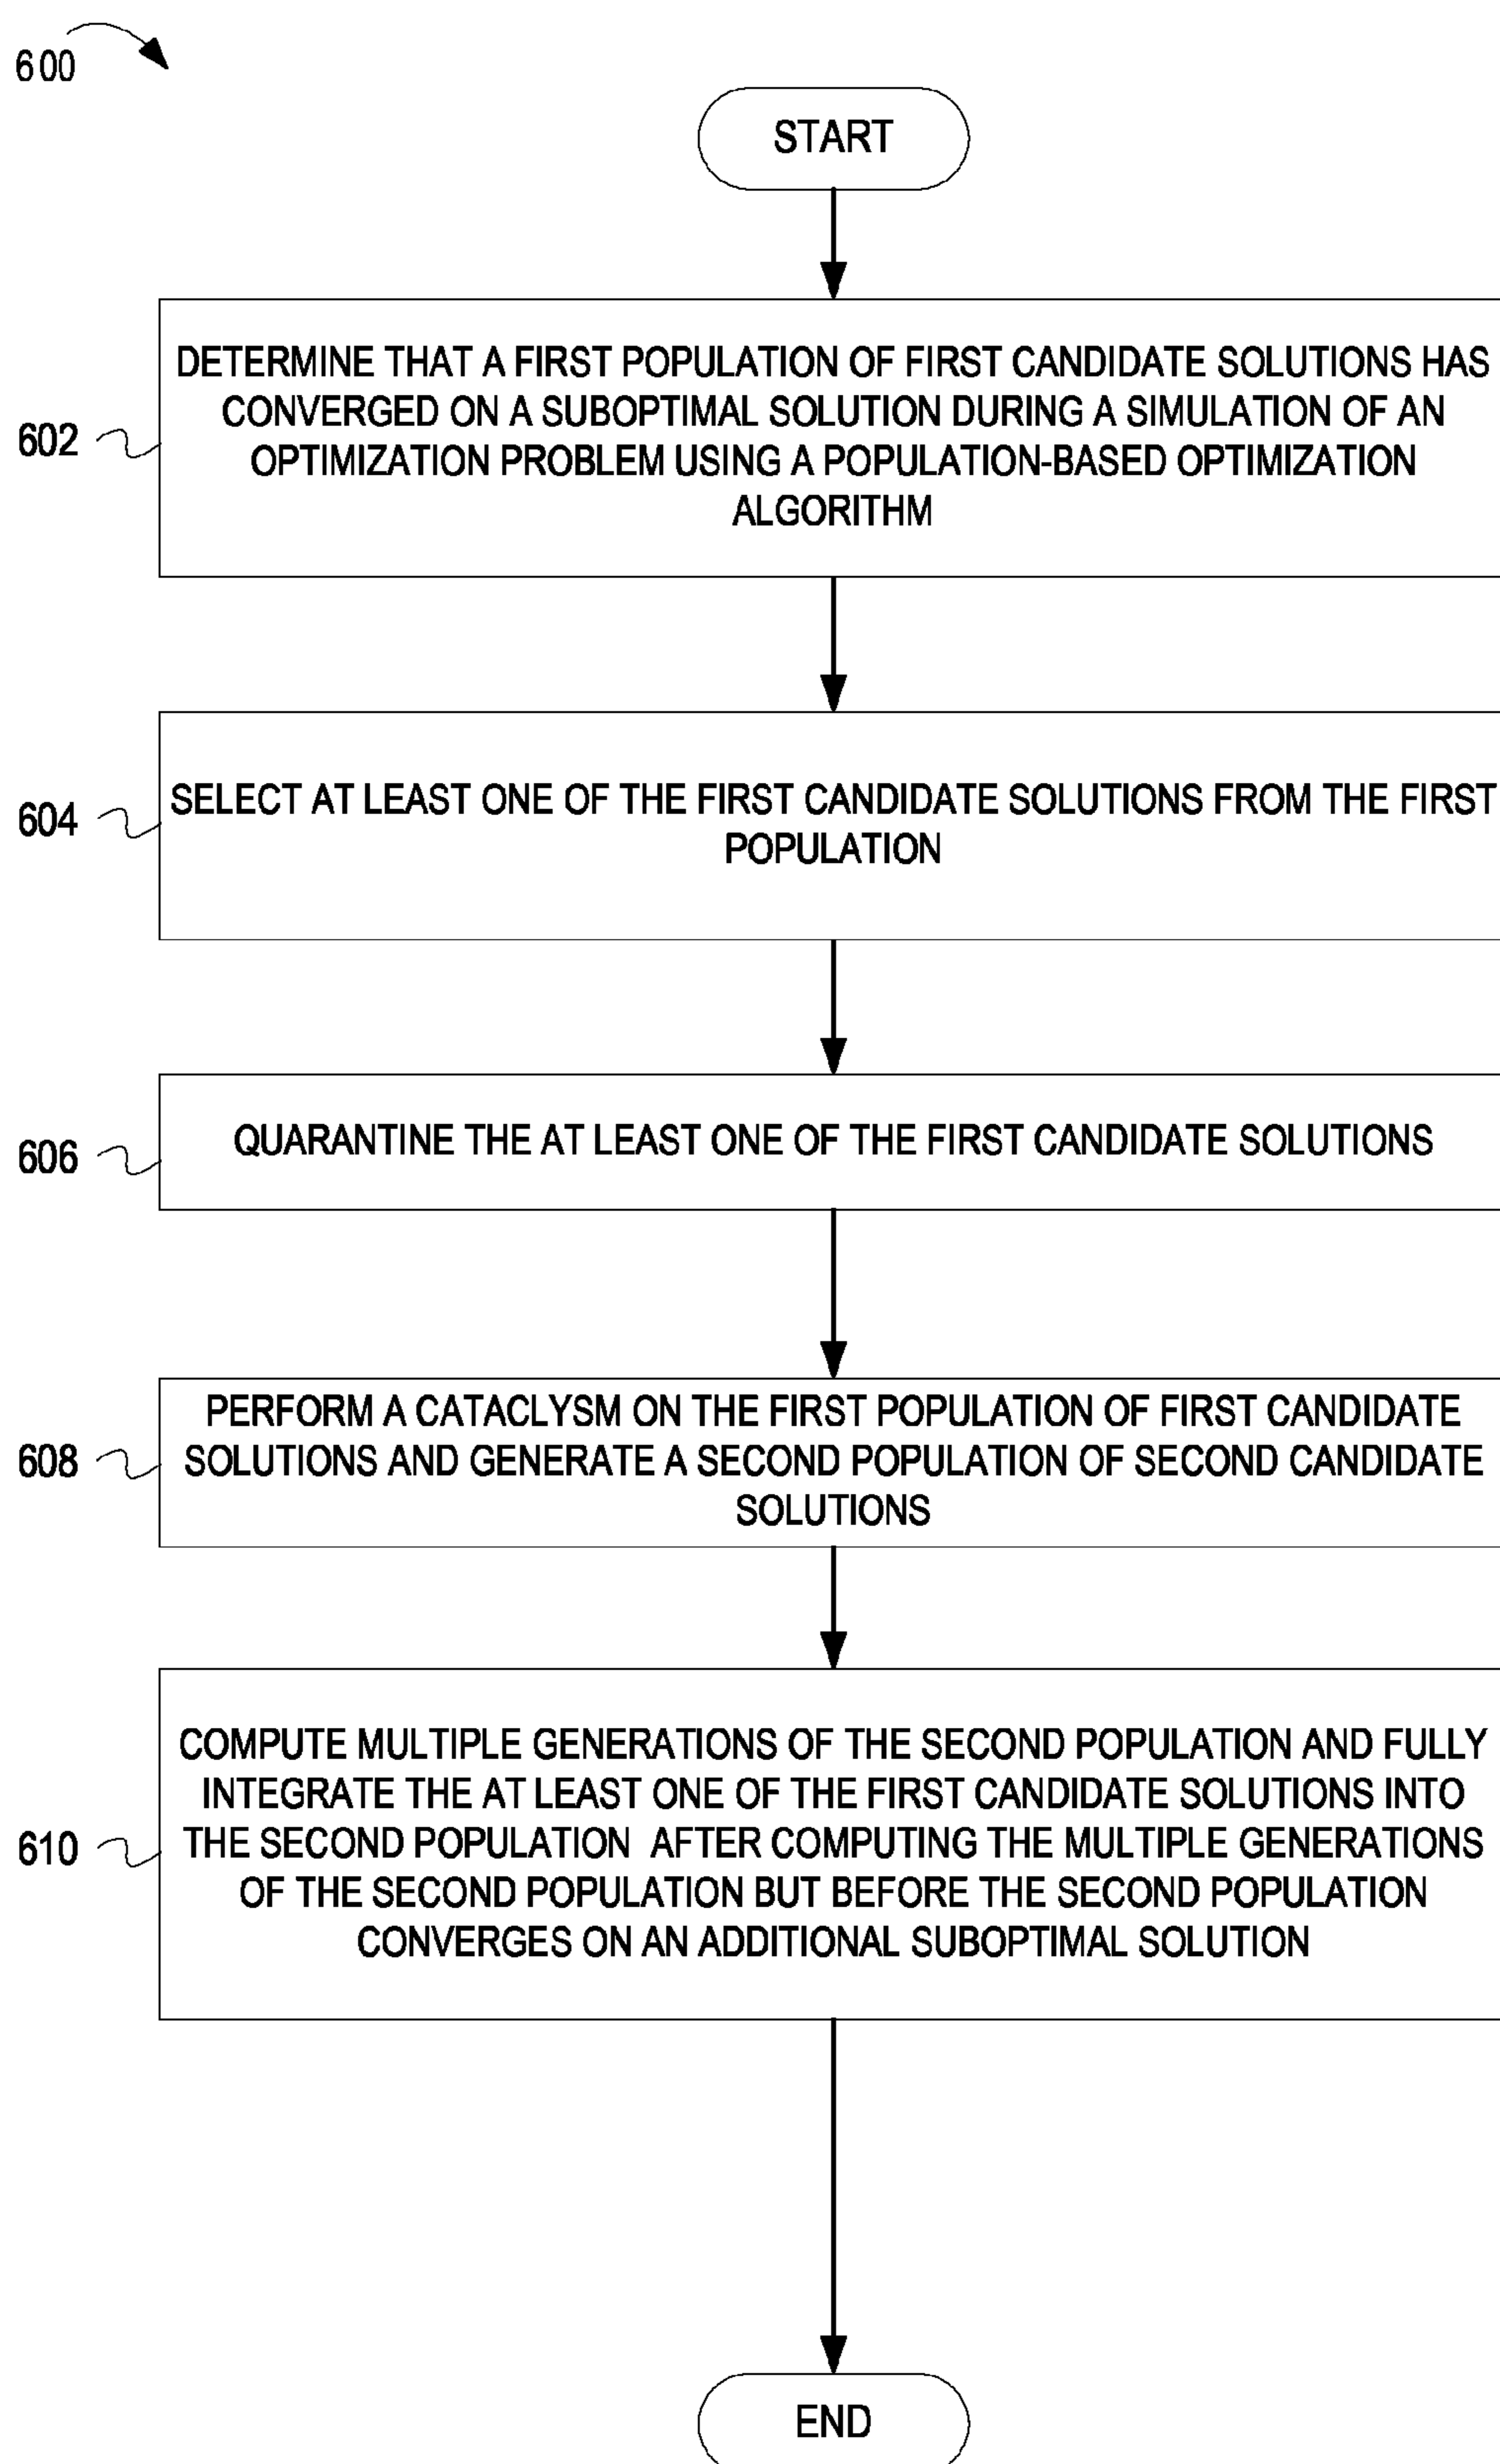 600
START
DETERMINE THAT A FIRST POPULATION OF FIRST CANDIDATE SOLUTIONS HAS
CONVERGED ON A SUBOPTIMAL SOLUTION DURING A SIMULATION OF AN
602
OPTIMIZATION PROBLEM USING A POPULATION-BASED OPTIMIZATION
ALGORITHM
SELECT AT LEAST ONE OF THE FIRST CANDIDATE SOLUTIONS FROM THE FIRST
604
POPULATION
QUARANTINE THE AT LEAST ONE OF THE FIRST CANDIDATE SOLUTIONS
606
PERFORM A CATACLYSM ON THE FIRST POPULATION OF FIRST CANDIDATE
608
SOLUTIONS AND GENERATE A SECOND POPULATION OF SECOND CANDIDATE
SOLUTIONS
COMPUTE MULTIPLE GENERATIONS OF THE SECOND POPULATION AND FULLY
INTEGRATE THE AT LEAST ONE OF THE FIRST CANDIDATE SOLUTIONS INTO
610
THE SECOND POPULATION AFTER COMPUTING THE MULTIPLE GENERATIONS
OF THE SECOND POPULATION BUT BEFORE THE SECOND POPULATION
CONVERGES ON AN ADDITIONAL SUBOPTIMAL SOLUTION
END